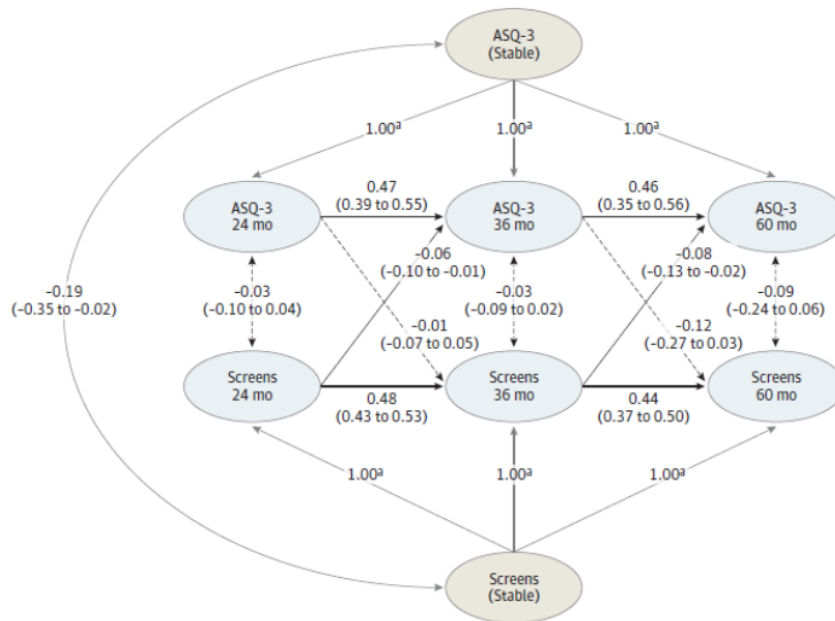 ASQ-3
(Stable)
1.00a
1.00a
1.00a
ASQ-3
24 mo
0.47
(0.39 to 0.55)
ASQ-3
36 mo
0.46
(0.35 to 0.56)
ASQ-3
60 mo
-0.19
(-0.35 to -0.02)
-0.03
(-0.10 to 0.04)
-0.06
(-0.10 to -0.01)
-0.03
(-0.09 to 0.02)
-0.08
(-0.13 to -0.02)
-0.09
(-0.24 to 0.06)
-0.01
(-0.07 to 0.05)
-0.12
(-0.27 to 0.03)
Screens
24 mo
0.48
(0.43 to 0.53)
Screens
36 mo
0.44
(0.37 to 0.50)
Screens
60 mo
1.00a
1.00a
1.00a
Screens
(Stable)